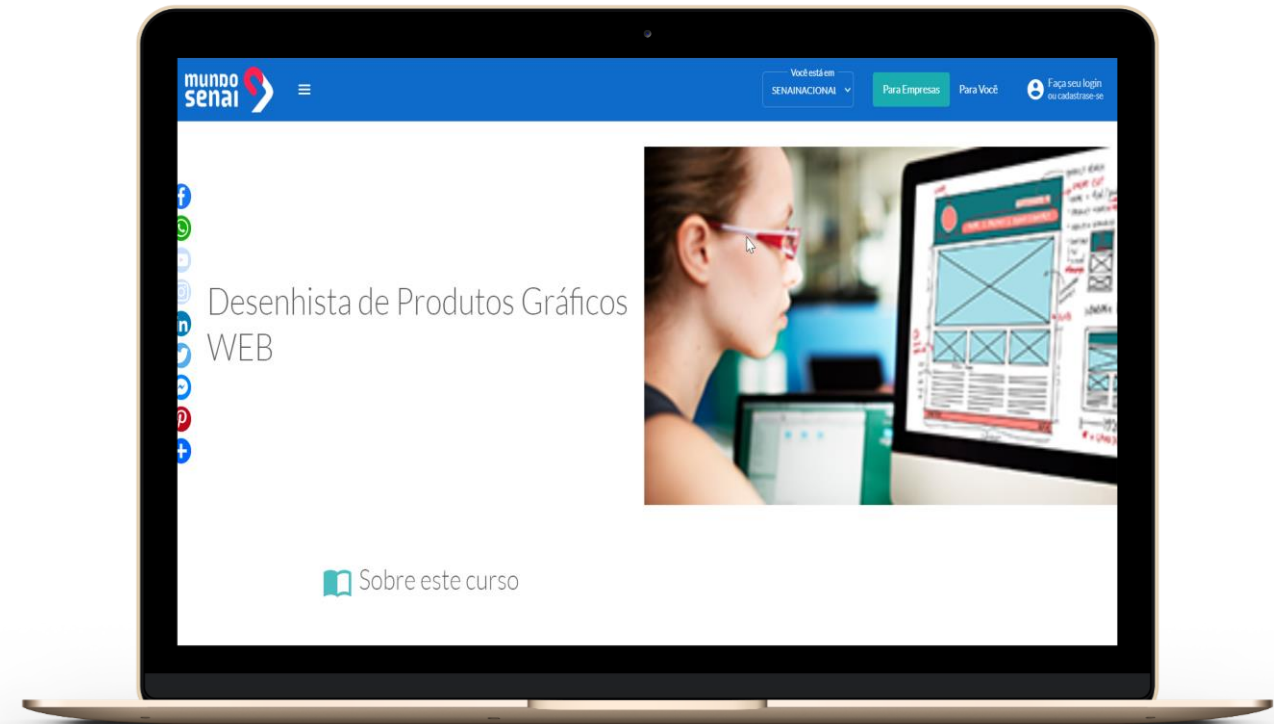 mundo
senai
Você está em
SENAINACIONAL
Para Empresas
Para Você
Faça seu login
ou cadastrase-se
Desenhista de Produtos Gráficos
WEB
Sobre este curso